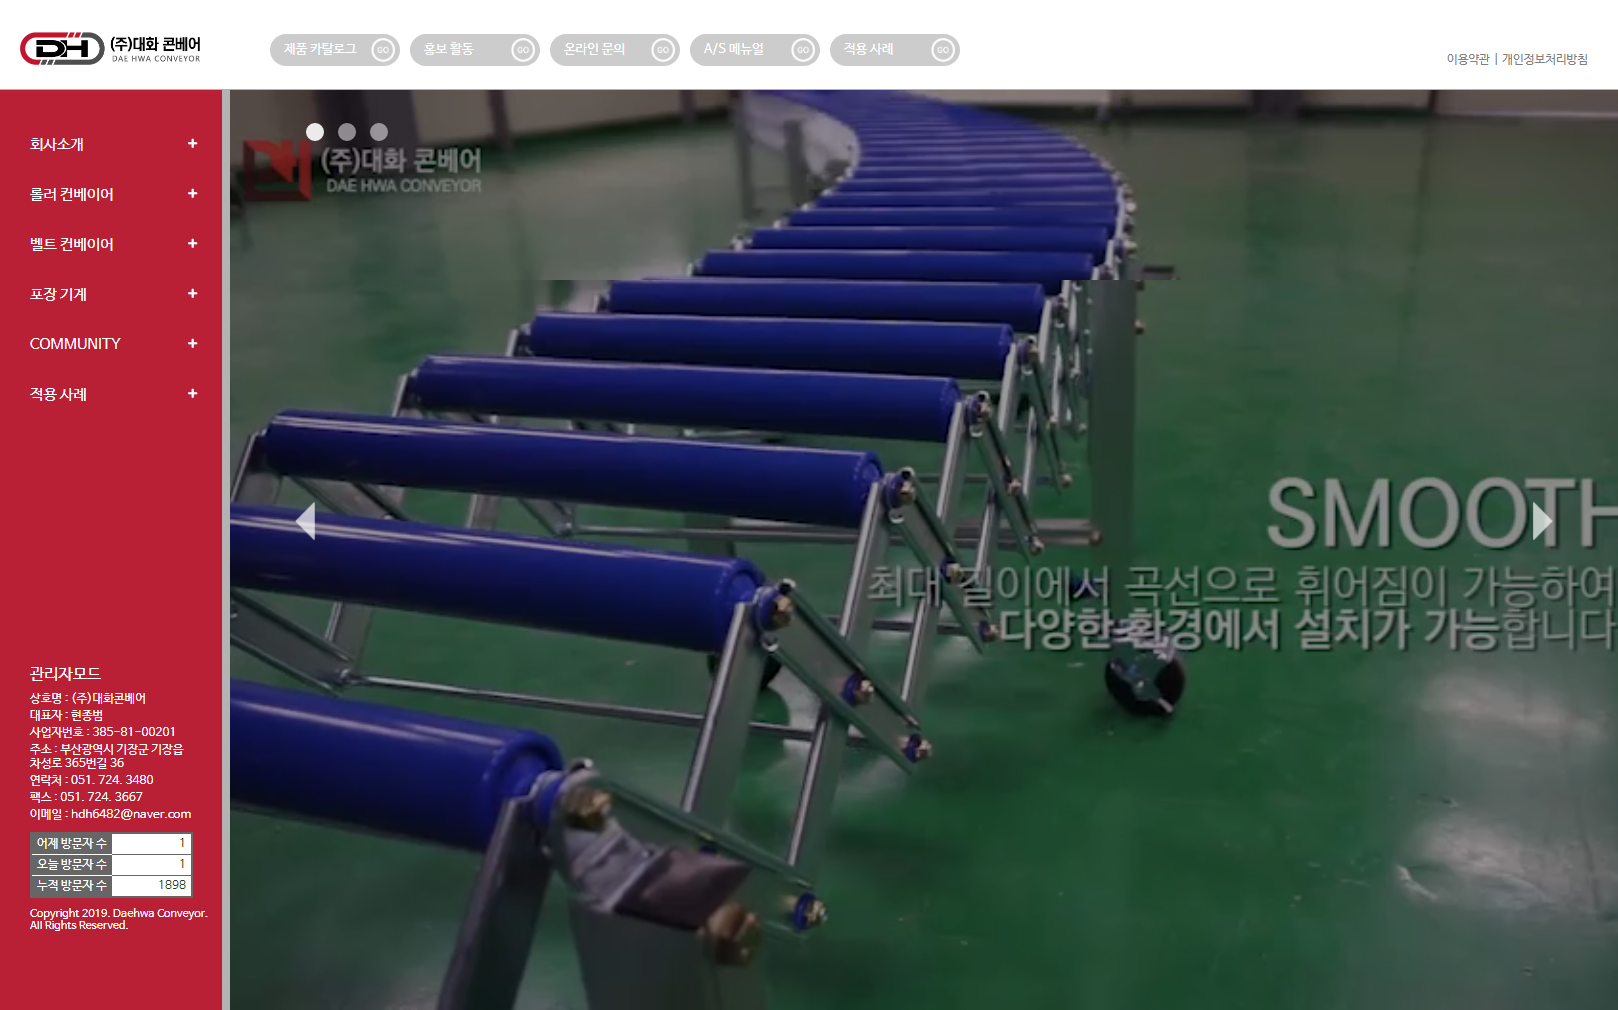 DH (주)대화 콘베어
DAE HWA CONVEYOR
제품 카탈로그 GO
홍보 활동 GO
온라인 문의 GO
A/S 메뉴얼 GO
적용 사례 GO
이용약관 | 개인정보처리방침
회사소개 +
롤러 컨베이어 +
벨트 컨베이어 +
포장 기계 +
COMMUNITY +
적용 사례 +
(주)대화 콘베어
DAE HWA CONVEYOR
SMOOTH
최대 길이에서 곡선으로 휘어짐이 가능하여
다양한 환경에서 설치가 가능합니다
관리자모드
상호명 : (주)대화콘베어
대표자 : 현종범
사업자번호 : 385-81-00201
주소 : 부산광역시 기장군 기장읍
차성로 365번길 36
연락처 : 051. 724. 3480
팩스 : 051. 724. 3667
이메일 : hdh6482@naver.com
어제 방문자 수 1
오늘 방문자 수 1
누적 방문자 수 1898
Copyright 2019. Daehwa Conveyor.
All Rights Reserved.